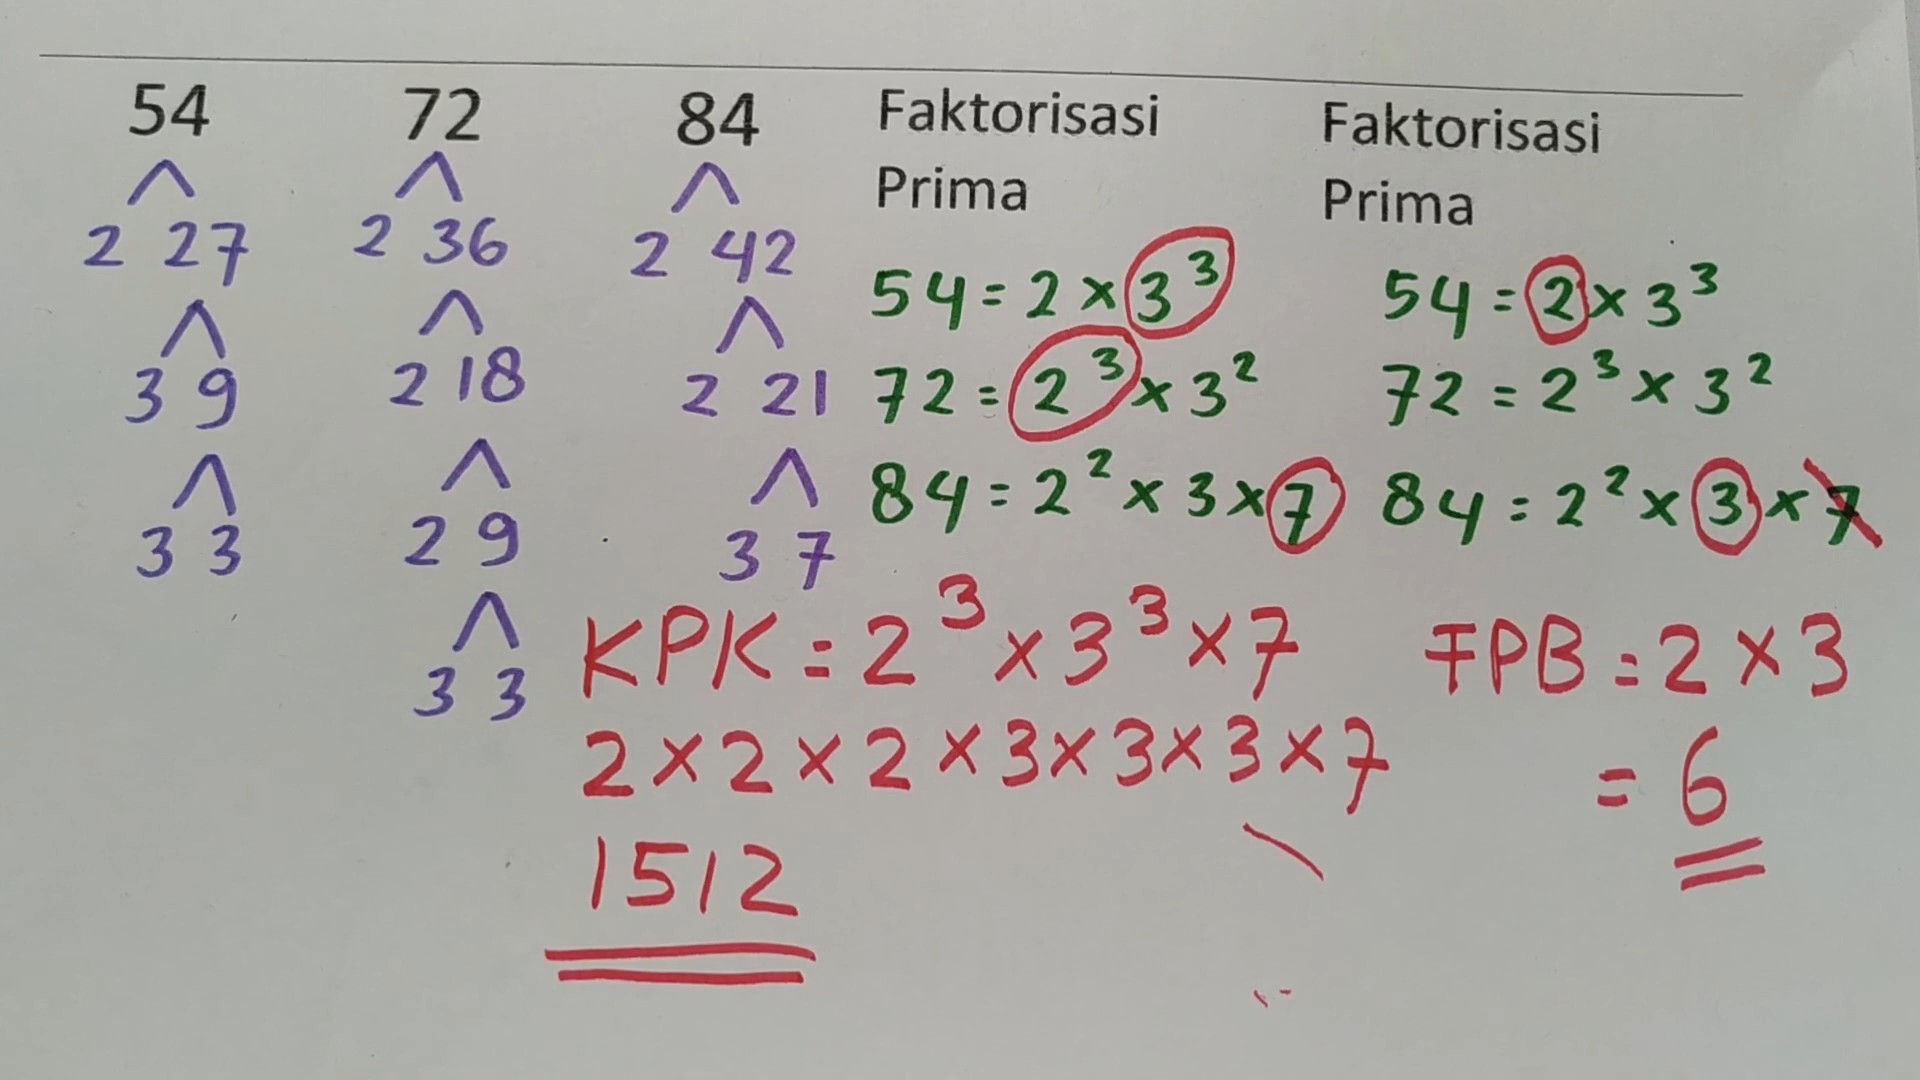 54 72 84 Faktorisasi Faktorisasi
Prima Prima
2 27 2 36 2 42
3 9 2 18 2 21
3 3 2 9 3 7
3 3
54 = 2 × 3³
72 = 2³ × 3²
84 = 2² × 3 × 7
54 = 2 × 3³
72 = 2³ × 3²
84 = 2² × 3 × 7
KPK = 2³ × 3³ × 7
2 × 2 × 2 × 3 × 3 × 3 × 7
1512
FPB = 2 × 3
= 6